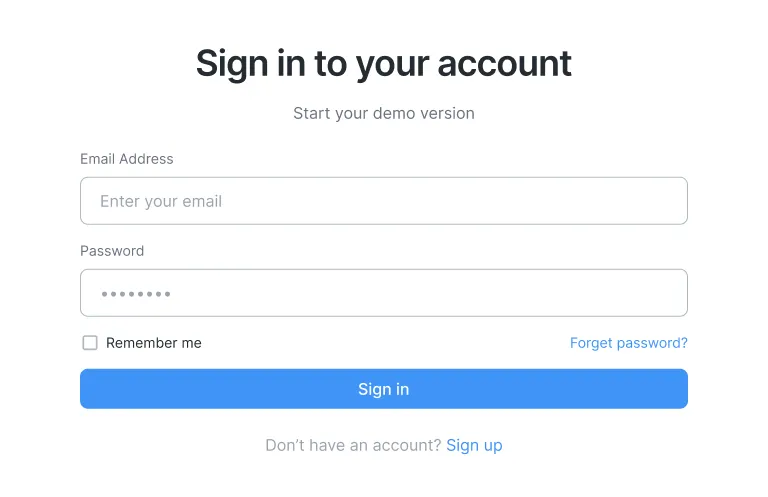 Sign in to your account
Start your demo version
Email Address
Enter your email
Password
••••••••
Remember me Forget password?
Sign in
Don’t have an account? Sign up